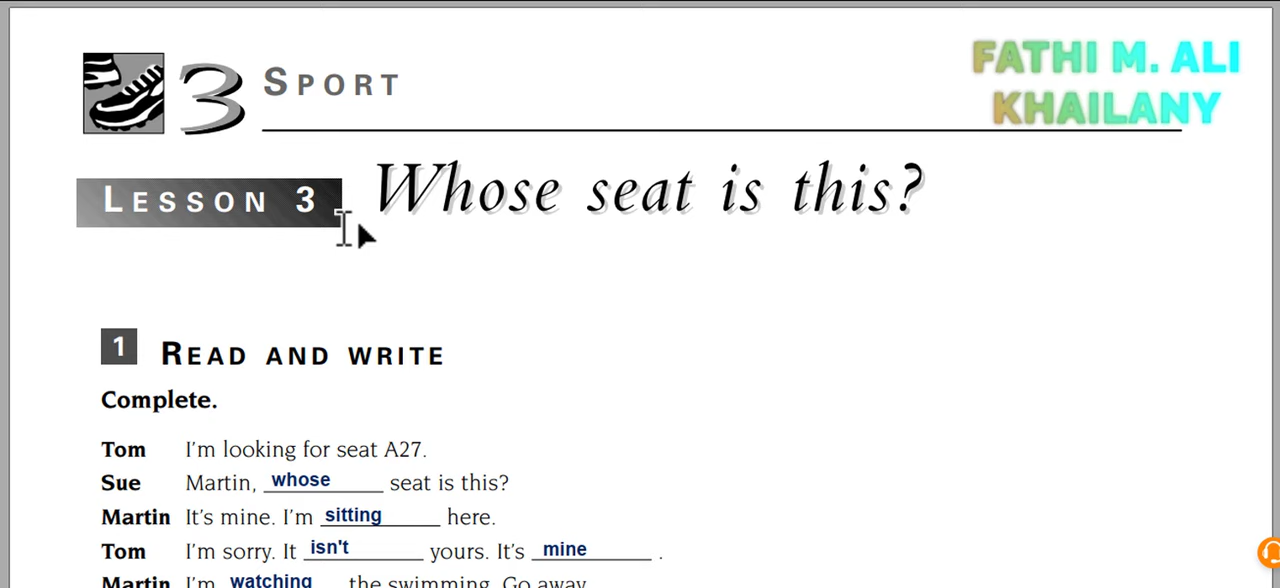 3 SPORT
FATHI M. ALI
KHAILANY
LESSON 3 Whose seat is this?
1 READ AND WRITE
Complete.
Tom I'm looking for seat A27.
Sue Martin, whose seat is this?
Martin It's mine. I'm sitting here.
Tom I'm sorry. It isn't yours. It's mine .
Martin I'm watching the swimming. Go away.